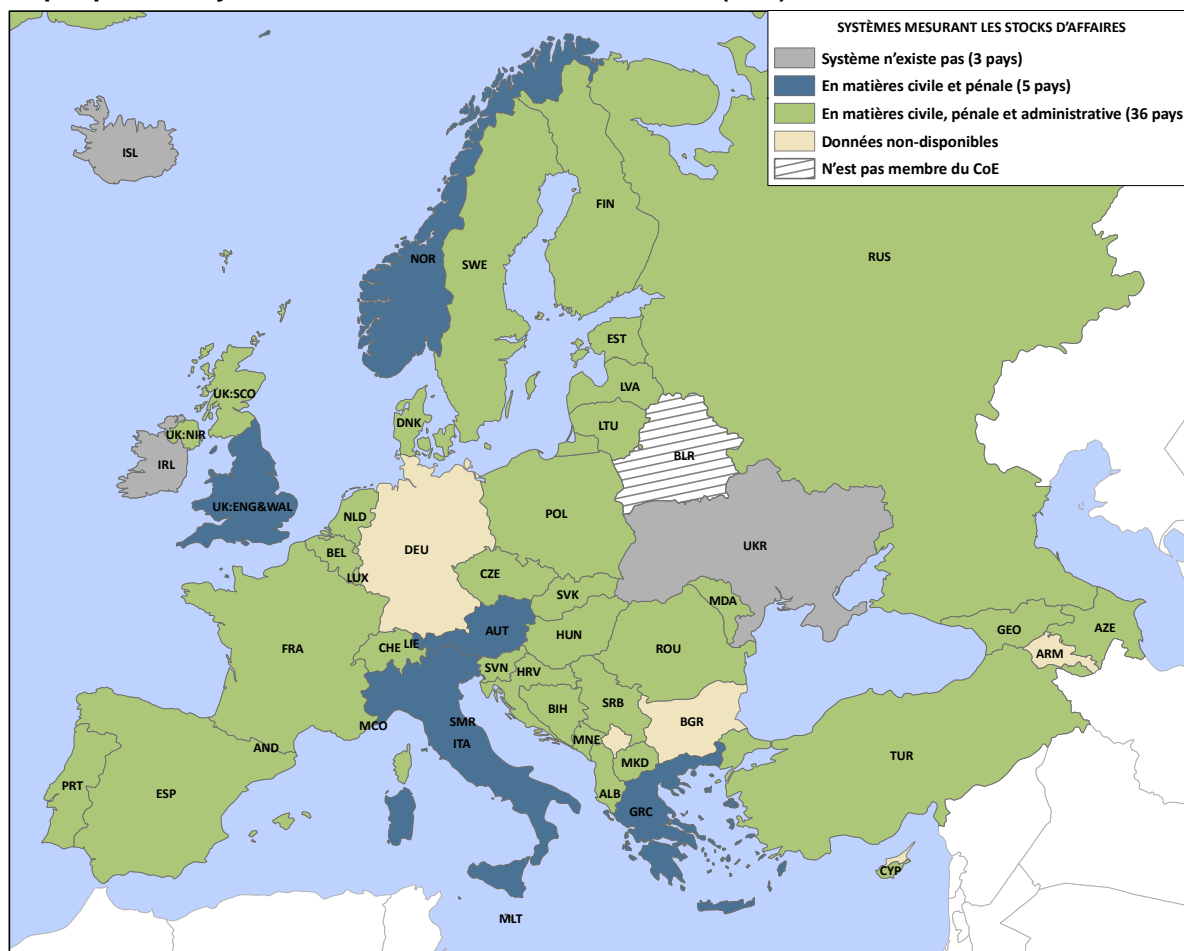 SYSTÈMES MESURANT LES STOCKS D'AFFAIRES
Système n'existe pas (3 pays)
En matières civile et pénale (5 pays)
En matières civile, pénale et administrative (36 pays
Données non-disponibles
N'est pas membre du CoE
ISL
FIN
NOR
SWE
RUS
EST
LVA
UK:SCO
DNK
LTU
UK:NIR
BLR
IRL
UK:ENG&WAL
NLD
POL
DEU
UKR
BEL
LUX
CZE
SVK
MDA
AUT
HUN
GEO
AZE
FRA
CHE
LIE
ROU
ARM
SVN
HRV
BIH
SRB
BGR
MCO
SMR
ITA
MNE
AND
MKD
TUR
PRT
ESP
ALB
GRC
CYP
MLT